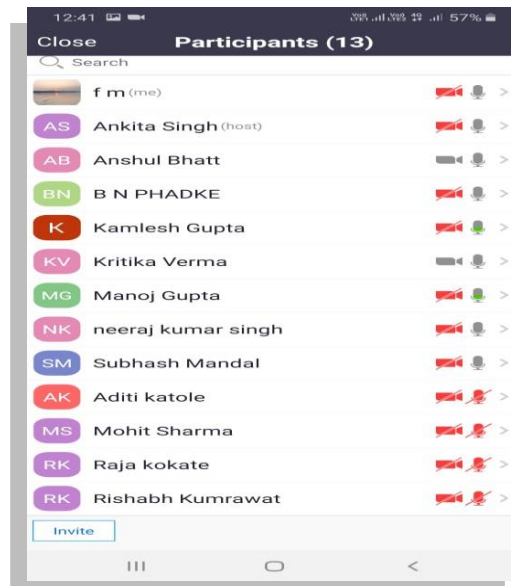 12:41 57%
Close Participants (13)
Search
f m (me)
AS Ankita Singh (host)
AB Anshul Bhatt
BN B N PHADKE
K Kamlesh Gupta
KV Kritika Verma
MG Manoj Gupta
NK neeraj kumar singh
SM Subhash Mandal
AK Aditi katole
MS Mohit Sharma
RK Raja kokate
RK Rishabh Kumrawat
Invite